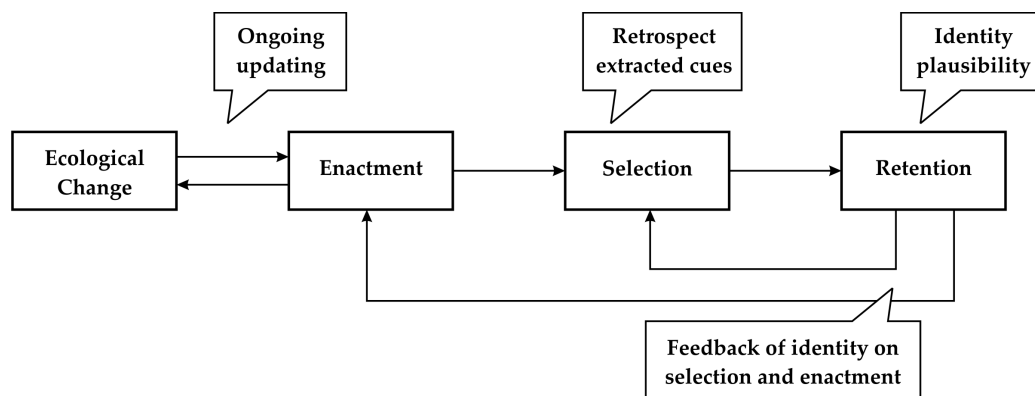 Ongoing
updating
Retrospect
extracted cues
Identity
plausibility
Ecological
Change
Enactment
Selection
Retention
Feedback of identity on
selection and enactment